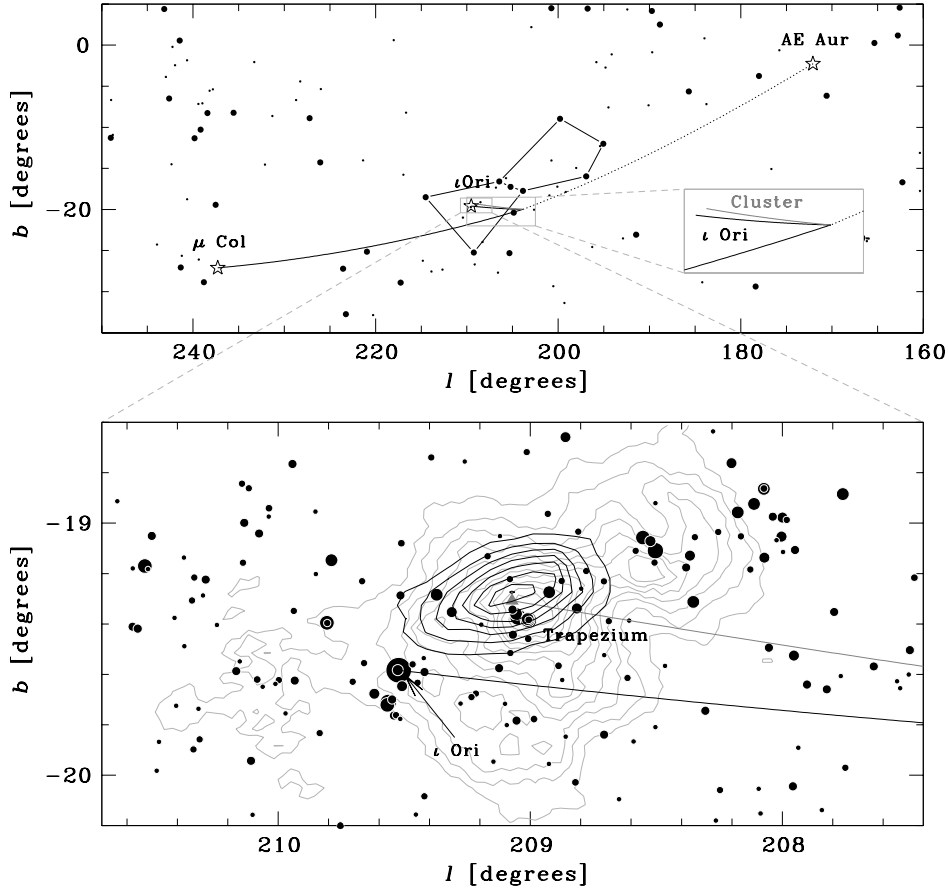 0
AE Aur
ιOri
b [degrees]
-20
Cluster
ι Ori
μ Col
240
220
200
180
160
l [degrees]
-19
b [degrees]
Trapezium
ι Ori
-20
210
209
208
l [degrees]